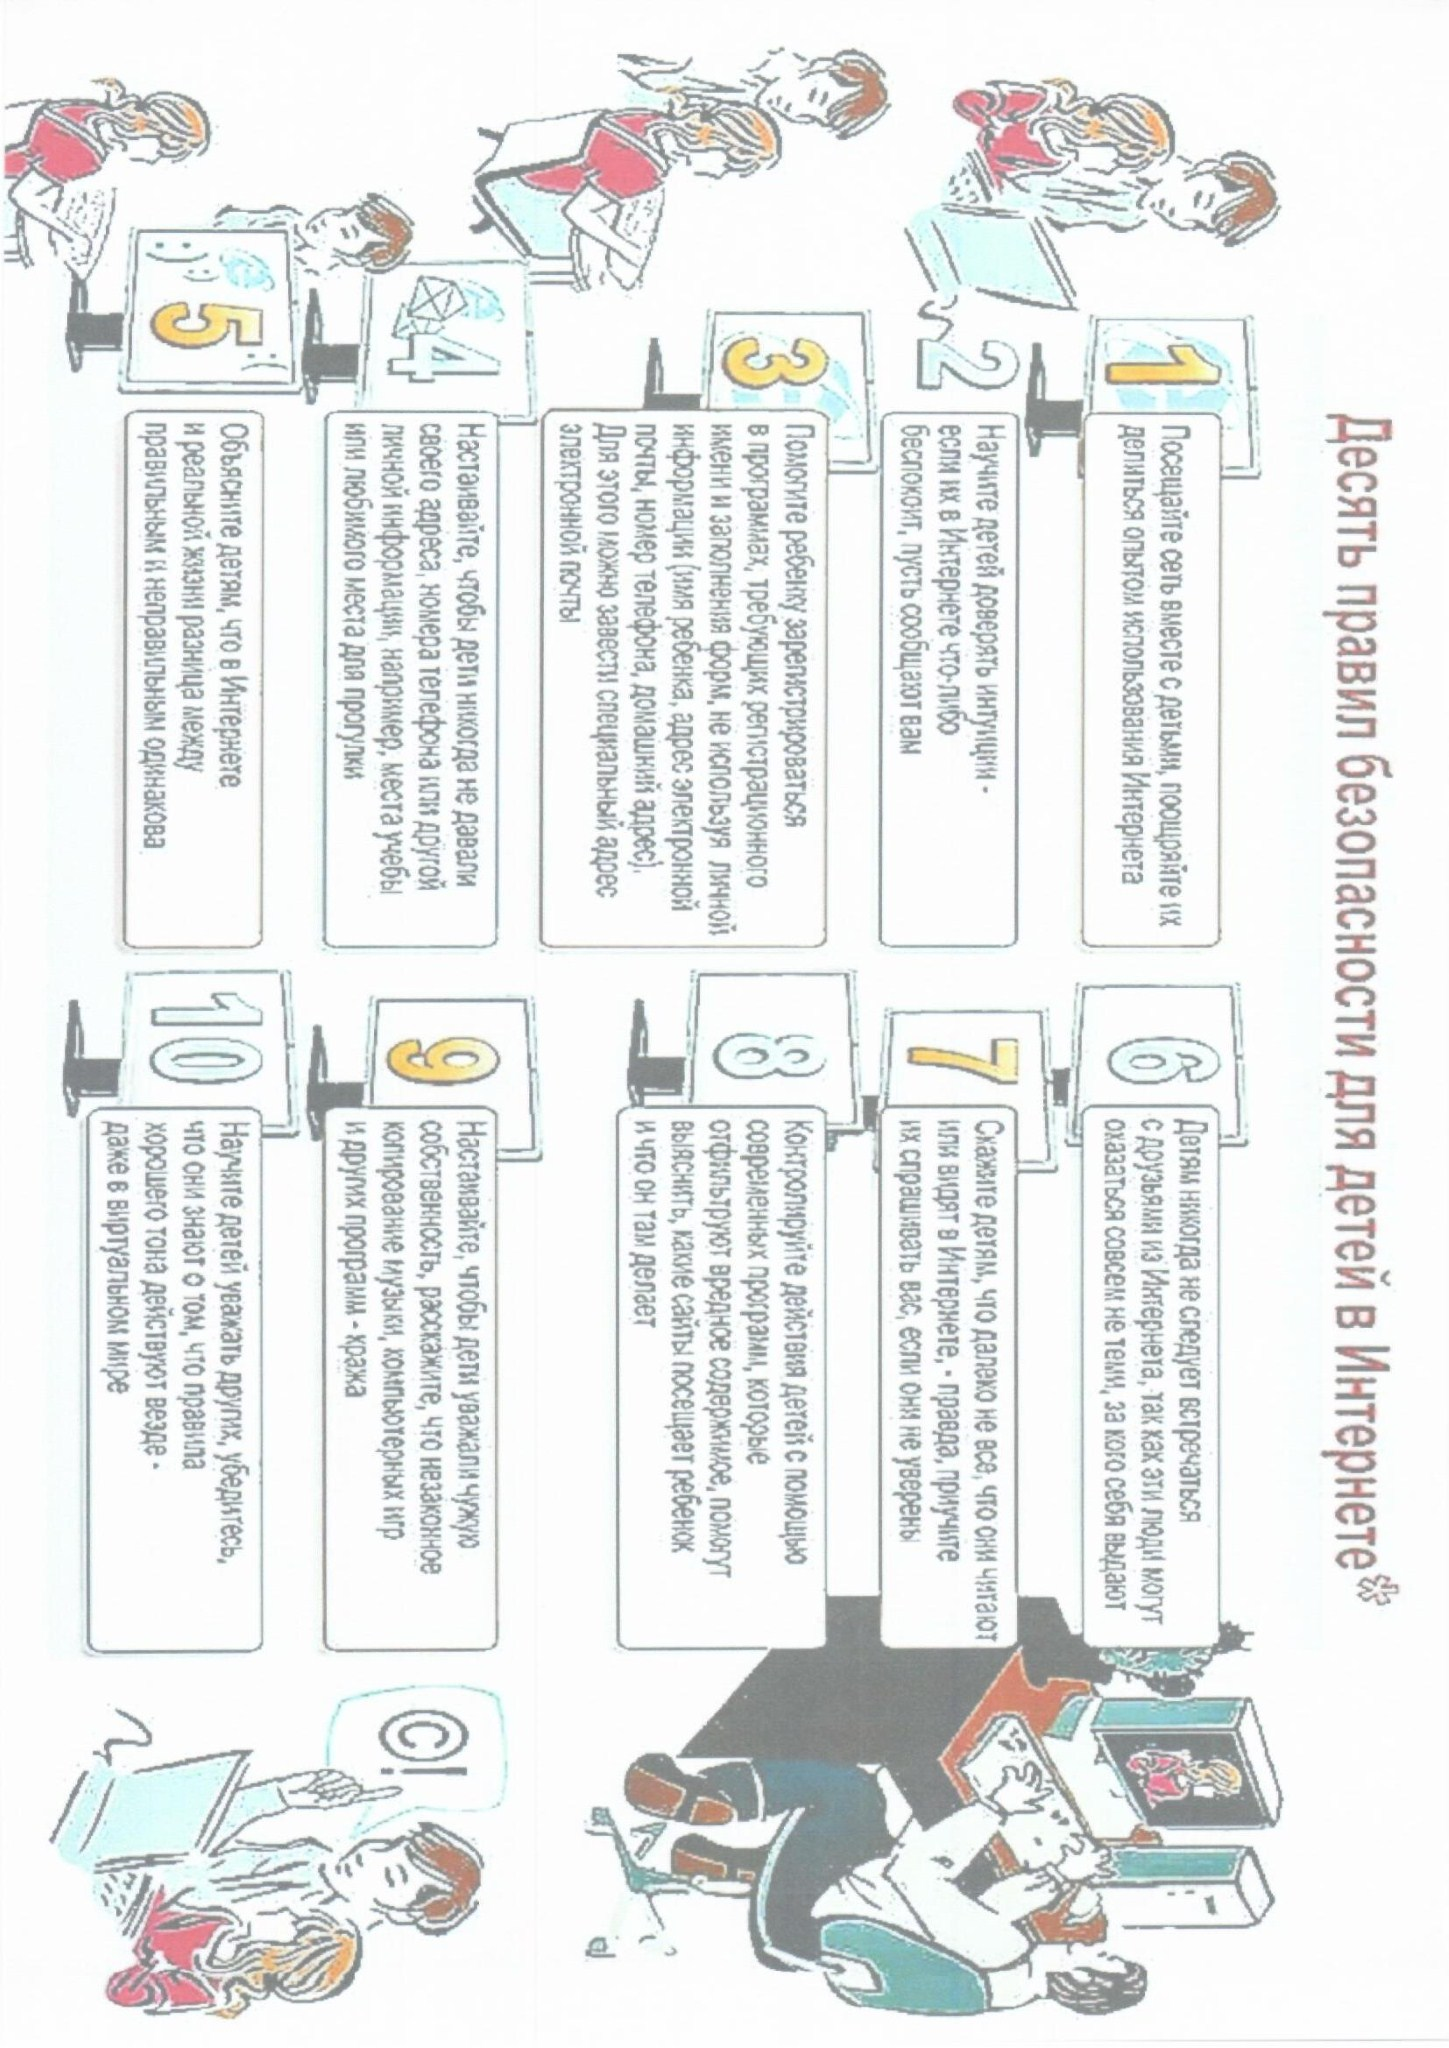 Десять правил безопасности для детей в Интернете*
1
Посещайте сеть вместе с детьми, поощряйте их
делиться опытом использования Интернета
2
Научите детей доверять интуиции -
если их в Интернете что-либо
беспокоит, пусть сообщают вам
3
Помогите ребенку зарегистрироваться
в программах, требующих регистрационного
имени и заполнения форм, не используя личной
информации (имя ребенка, адрес электронной
почты, номер телефона, домашний адрес).
Для этого можно завести специальный адрес
электронной почты
4
Настаивайте, чтобы дети никогда не давали
своего адреса, номера телефона или другой
личной информации, например, места учебы
или любимого места для прогулки
5
Объясните детям, что в Интернете
и реальной жизни разница между
правильным и неправильным одинакова
6
Детям никогда не следует встречаться
с друзьями из Интернета, так как эти люди могут
оказаться совсем не теми, за кого себя выдают
7
Скажите детям, что далеко не все, что они читают
или видят в Интернете, - правда, приучите
их спрашивать вас, если они не уверены
8
Контролируйте действия детей с помощью
современных программ, которые
отфильтруют вредное содержимое, помогут
выяснить, какие сайты посещает ребенок
и что он там делает
9
Настаивайте, чтобы дети уважали чужую
собственность, расскажите, что незаконное
копирование музыки, компьютерных игр
и других программ - кража
10
Научите детей уважать других, убедитесь,
что они знают о том, что правила
хорошего тона действуют везде -
даже в виртуальном мире
©!